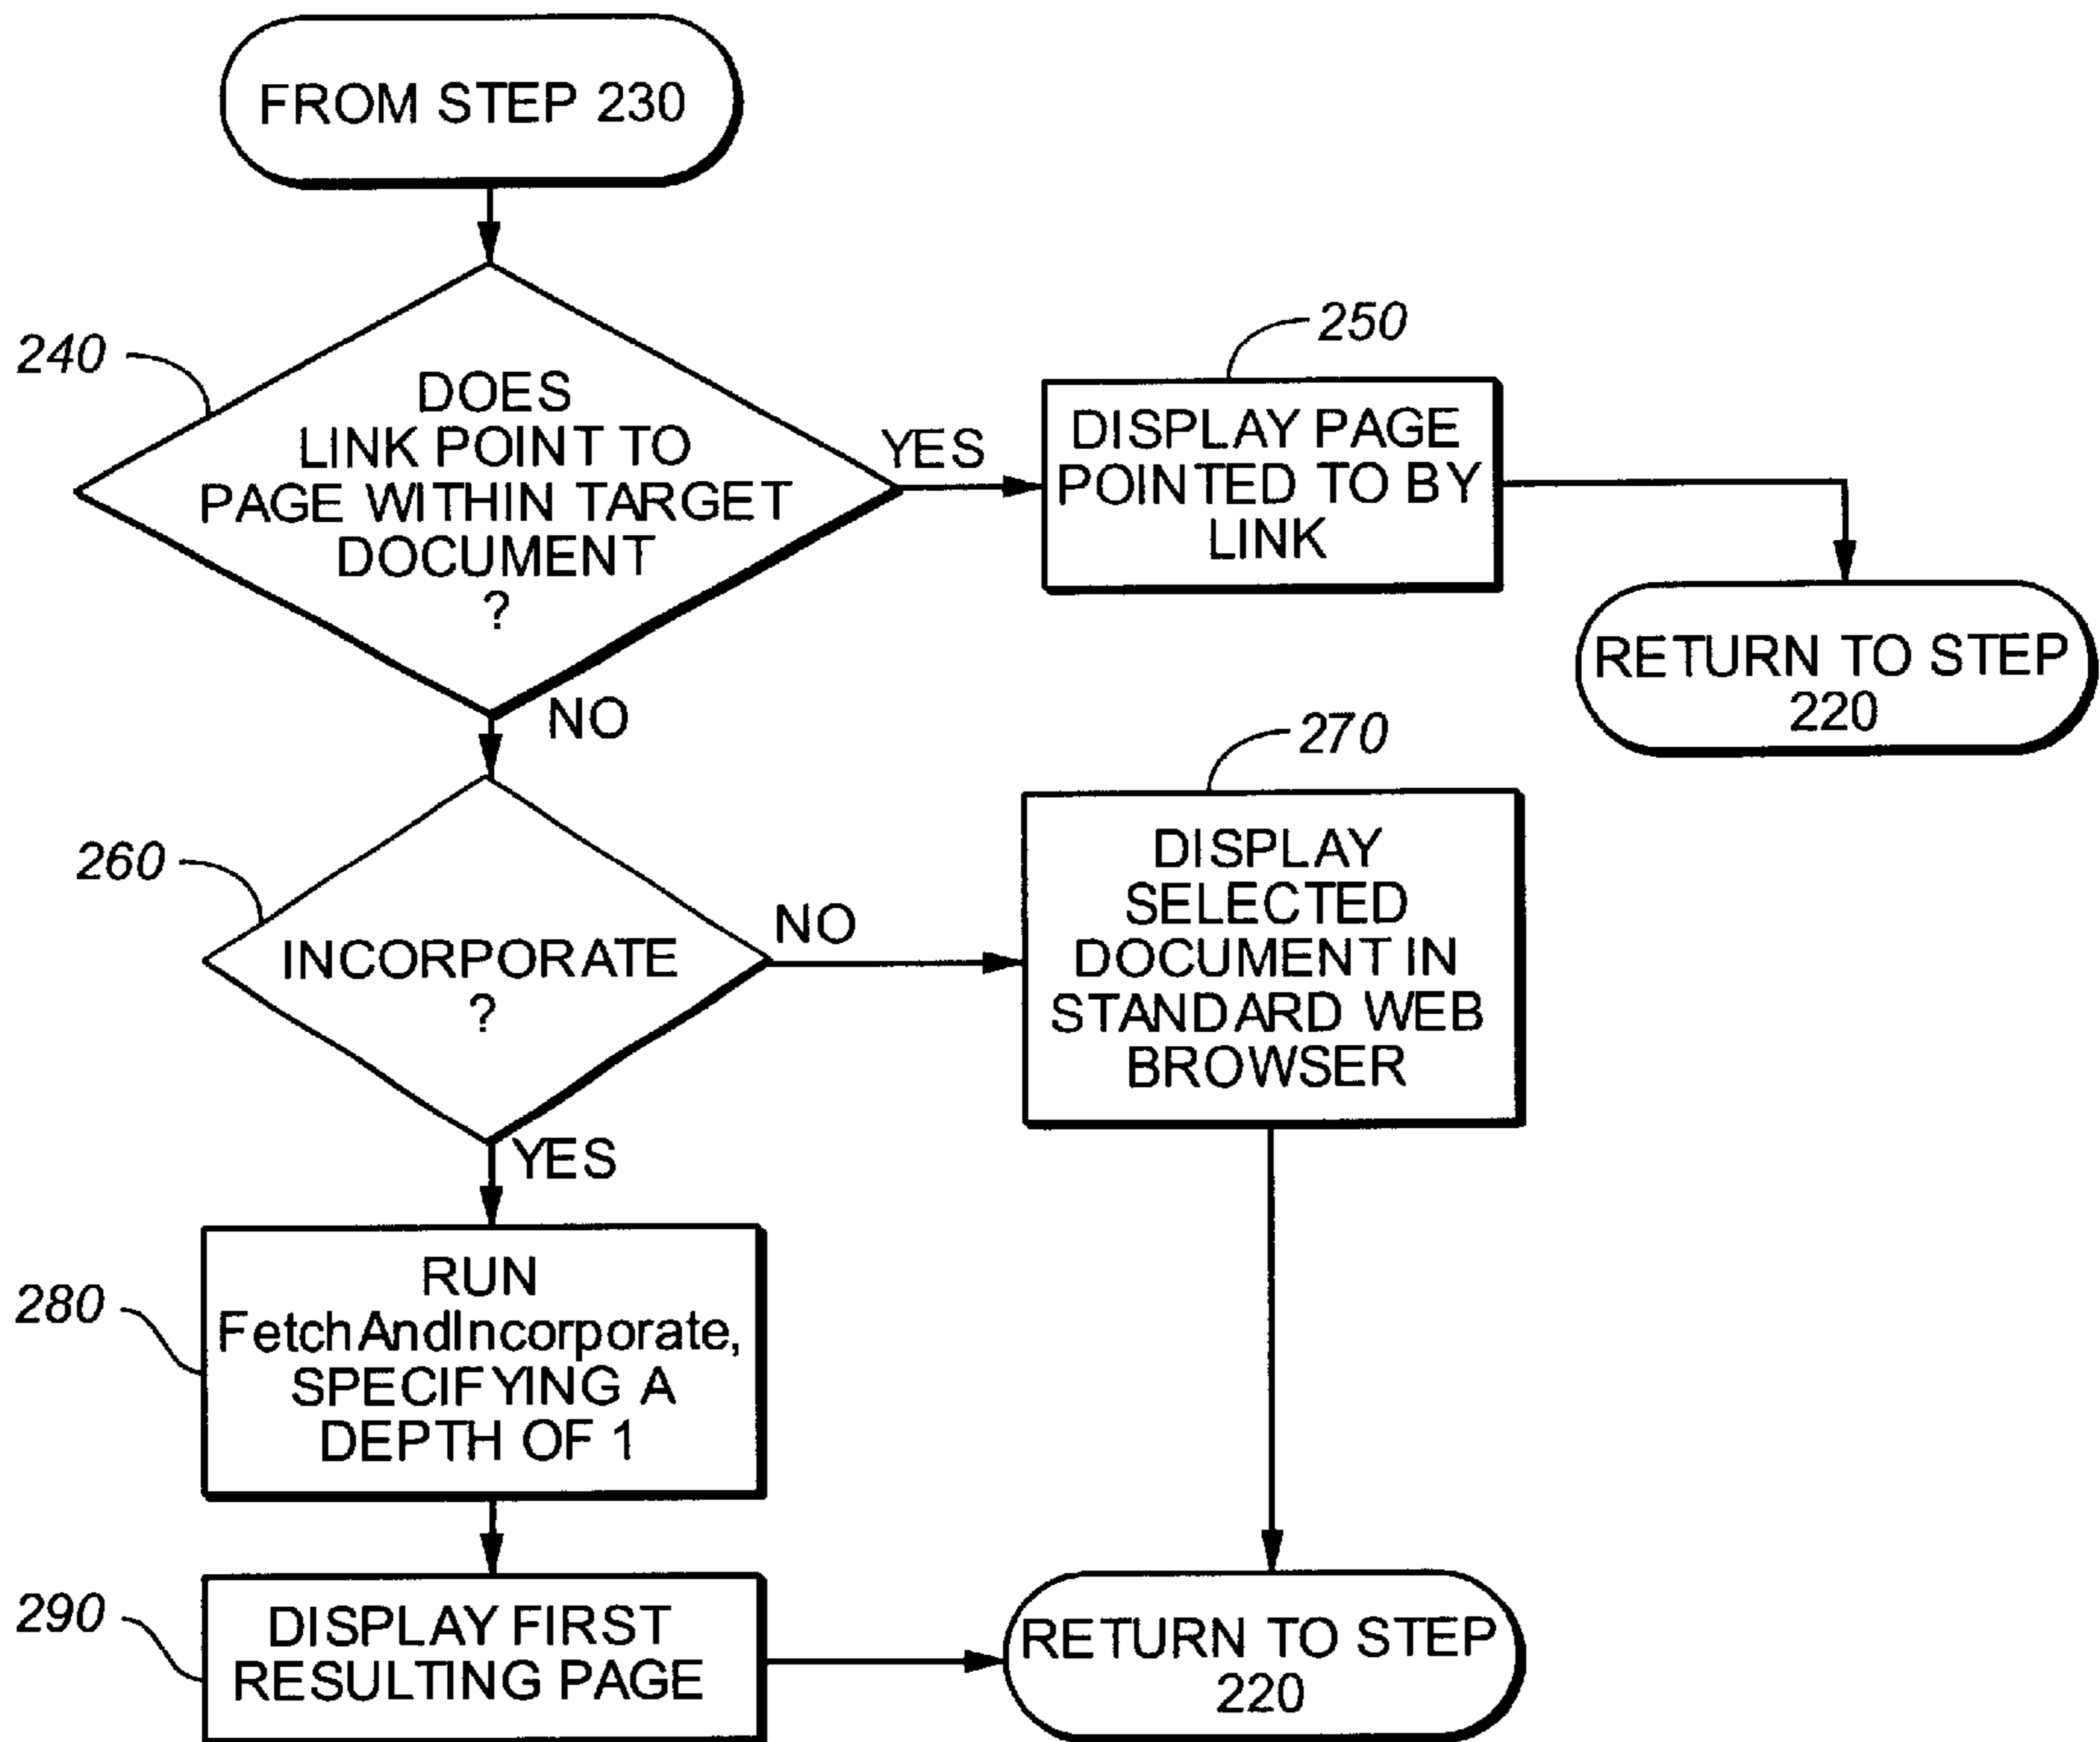 FROM STEP 230
240
DOES
LINK POINT TO
PAGE WITHIN TARGET
DOCUMENT
?
YES
250
DISPLAY PAGE
POINTED TO BY
LINK
RETURN TO STEP
220
NO
260
INCORPORATE
?
NO
270
DISPLAY
SELECTED
DOCUMENT IN
STANDARD WEB
BROWSER
YES
280
RUN
FetchAndIncorporate,
SPECIFYING A
DEPTH OF 1
290
DISPLAY FIRST
RESULTING PAGE
RETURN TO STEP
220